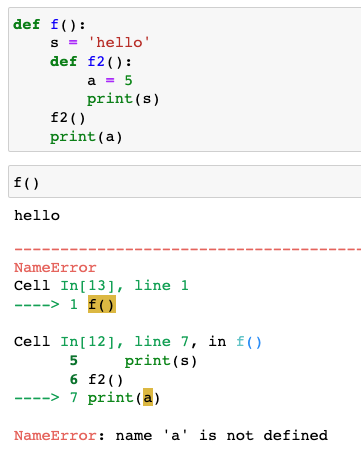 def f():
    s = 'hello'
    def f2():
        a = 5
        print(s)
    f2()
    print(a)
f()
hello
---------------------------------------
NameError
Cell In[13], line 1
----> 1 f()
Cell In[12], line 7, in f()
      5     print(s)
      6 f2()
----> 7 print(a)
NameError: name 'a' is not defined